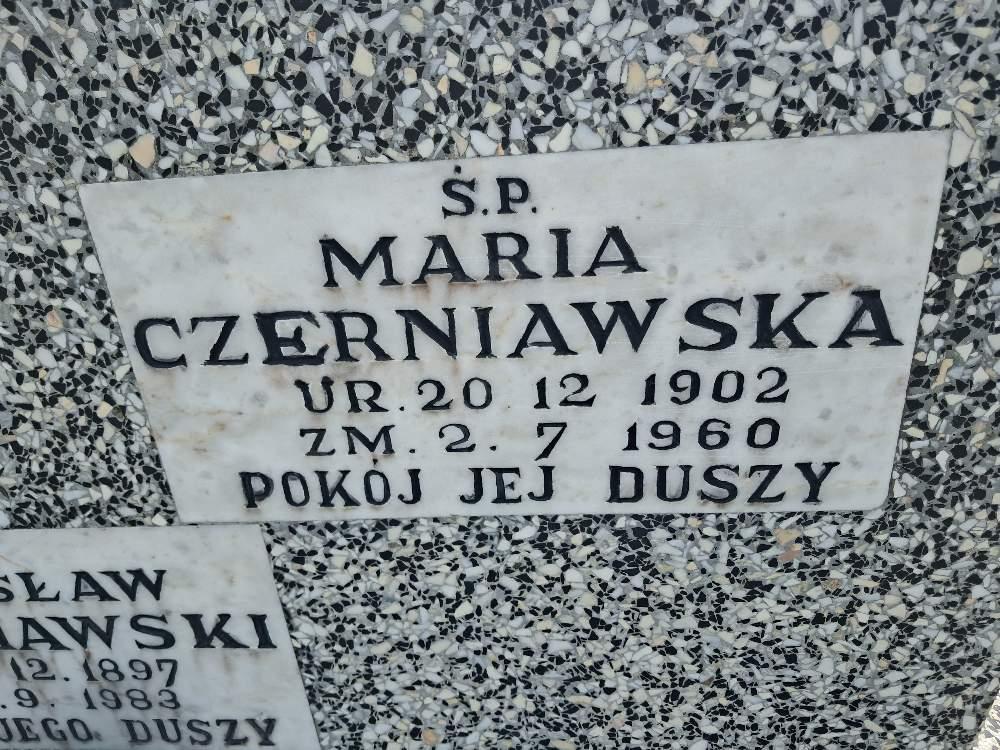 Ś.P.
MARIA
CZERNIAWSKA
UR. 20 12 1902
ZM. 2. 7 1960
POKÓJ JEJ DUSZY
SŁAW
IAWSKI
12. 1897
.9. 1983
JEGO DUSZY